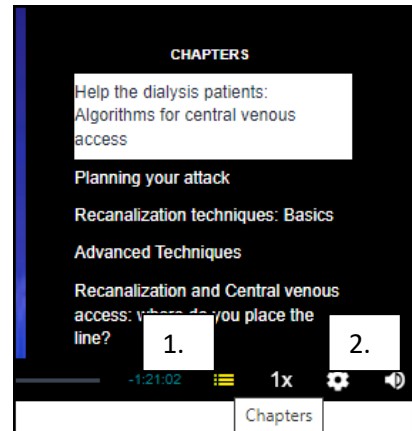 CHAPTERS
Help the dialysis patients:
Algorithms for central venous
access
Planning your attack
Recanalization techniques: Basics
Advanced Techniques
Recanalization and Central venous
access: where do you place the
line?
1.
2.
-1:21:02
1x
Chapters